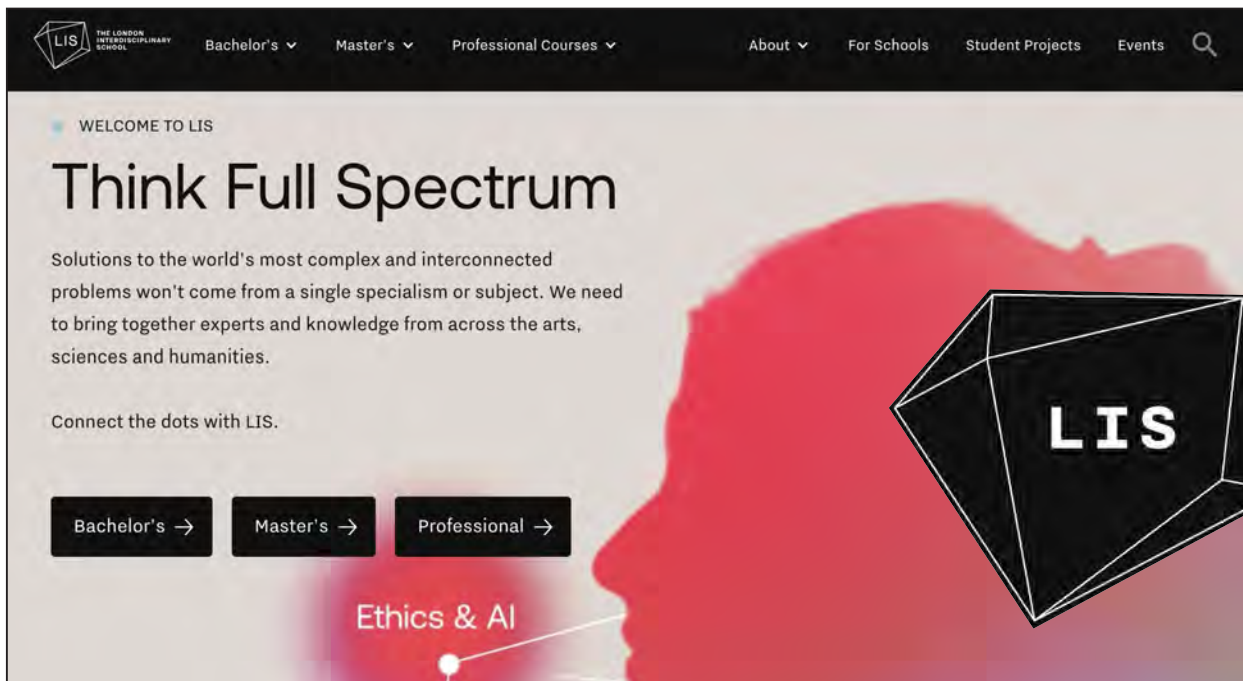 LIS
THE LONDON
INTERDISCIPLINARY
SCHOOL
Bachelor's
Master's
Professional Courses
About
For Schools
Student Projects
Events
WELCOME TO LIS
Think Full Spectrum
Solutions to the world's most complex and interconnected
problems won't come from a single specialism or subject. We need
to bring together experts and knowledge from across the arts,
sciences and humanities.
Connect the dots with LIS.
LIS
Bachelor's →
Master's →
Professional →
Ethics & AI